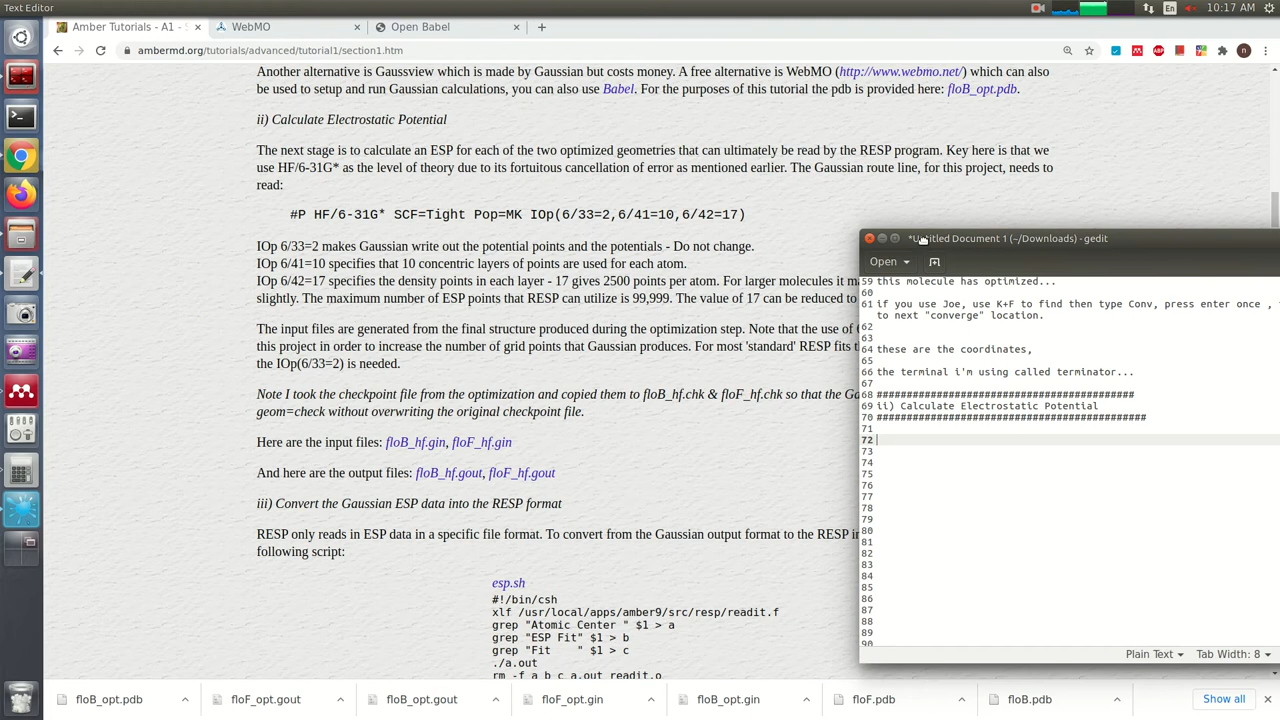 Text Editor
En
10:17 AM
Amber Tutorials - A1 -
WebMO
Open Babel
ambermd.org/tutorials/advanced/tutorial1/section1.htm
Another alternative is Gaussview which is made by Gaussian but costs money. A free alternative is WebMO (http://www.webmo.net/) which can also
be used to setup and run Gaussian calculations, you can also use Babel. For the purposes of this tutorial the pdb is provided here: floB_opt.pdb.
ii) Calculate Electrostatic Potential
The next stage is to calculate an ESP for each of the two optimized geometries that can ultimately be read by the RESP program. Key here is that we
use HF/6-31G* as the level of theory due to its fortuitous cancellation of error as mentioned earlier. The Gaussian route line, for this project, needs to
read:
#P HF/6-31G* SCF=Tight Pop=MK IOp(6/33=2,6/41=10,6/42=17)
IOp 6/33=2 makes Gaussian write out the potential points and the potentials - Do not change.
IOp 6/41=10 specifies that 10 concentric layers of points are used for each atom.
IOp 6/42=17 specifies the density points in each layer - 17 gives 2500 points per atom. For larger molecules it m
slightly. The maximum number of ESP points that RESP can utilize is 99,999. The value of 17 can be reduced to
The input files are generated from the final structure produced during the optimization step. Note that the use of 6
this project in order to increase the number of grid points that Gaussian produces. For most 'standard' RESP fits t
the IOp(6/33=2) is needed.
Note I took the checkpoint file from the optimization and copied them to floB_hf.chk & floF_hf.chk so that the Ga
geom=check without overwriting the original checkpoint file.
Here are the input files: floB_hf.gin, floF_hf.gin
And here are the output files: floB_hf.gout, floF_hf.gout
iii) Convert the Gaussian ESP data into the RESP format
RESP only reads in ESP data in a specific file format. To convert from the Gaussian output format to the RESP i
following script:
esp.sh
#!/bin/csh
xlf /usr/local/apps/amber9/src/resp/readit.f
grep "Atomic Center " $1 > a
grep "ESP Fit" $1 > b
grep "Fit    " $1 > c
./a.out
rm -f a b c a.out readit.o
*Untitled Document 1 (~/Downloads) - gedit
Open
59 this molecule has optimized...
60
61 if you use Joe, use K+F to find then type Conv, press enter once ,
to next "converge" location.
62
63
64 these are the coordinates,
65
66 the terminal i'm using called terminator...
67
68 ###########################################
69 ii) Calculate Electrostatic Potential
70 #############################################
71
72
73
74
75
76
77
78
79
80
81
82
83
84
85
86
87
88
89
90
Plain Text
Tab Width: 8
floB_opt.pdb
floF_opt.gout
floB_opt.gout
floF_opt.gin
floB_opt.gin
floF.pdb
floB.pdb
Show all